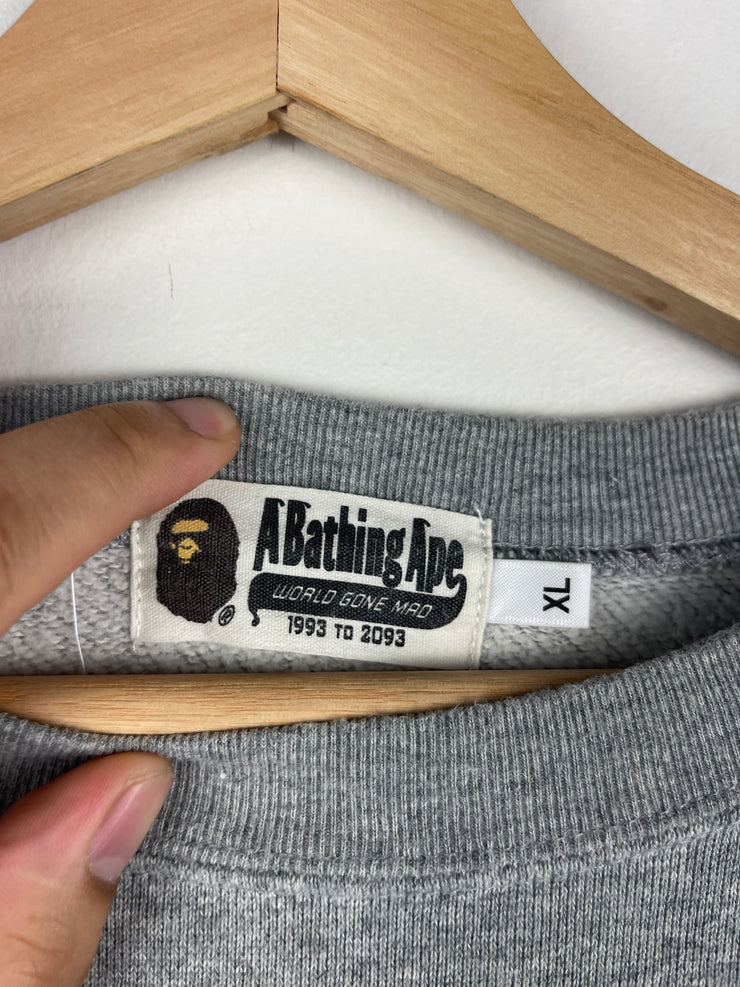 A Bathing Ape
WORLD GONE MAD
1993 TO 2093
®
XL